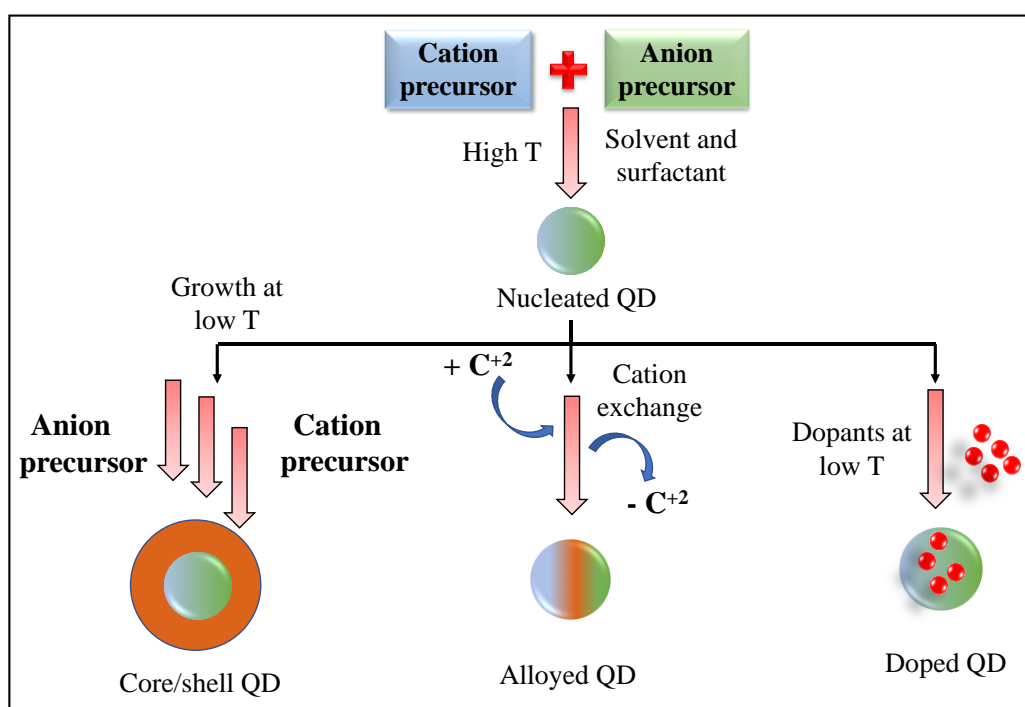 Cation
precursor
Anion
precursor
High T
Solvent and
surfactant
Nucleated QD
Growth at
low T
+ C⁺²
Cation
exchange
Anion
precursor
Cation
precursor
Dopants at
low T
- C⁺²
Core/shell QD
Alloyed QD
Doped QD